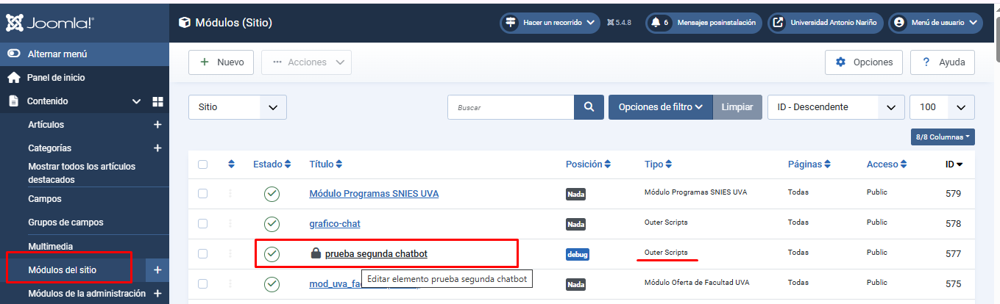 Joomla!
Módulos (Sitio)
Hacer un recorrido
5.4.8
6 Mensajes posinstalación
Universidad Antonio Nariño
Menú de usuario
Alternar menú
Panel de inicio
Contenido
Artículos
Categorías
Mostrar todos los artículos
destacados
Campos
Grupos de campos
Multimedia
Módulos del sitio
Módulos de la administración
Nuevo
Acciones
Opciones
Ayuda
Sitio
Buscar
Opciones de filtro
Limpiar
ID - Descendente
100
8/8 Columnas
Estado Título Posición Tipo Páginas Acceso ID
Módulo Programas SNIES UVA Nada Módulo Programas SNIES UVA Todas Public 579
grafico-chat Nada Outer Scripts Todas Public 578
prueba segunda chatbot debug Outer Scripts Todas Public 577
Editar elemento prueba segunda chatbot
Nada Módulo Oferta de Facultad UVA Todas Public 575